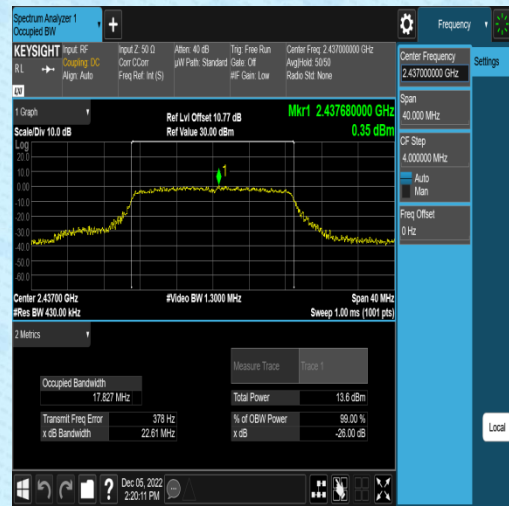 Spectrum Analyzer 1
Occupied BW
Frequency
KEYSIGHT
RL
LXI
Input: RF
Coupling: DC
Align: Auto
Input Z: 50 Ω
Corr CCorr
Freq Ref: Int (S)
Atten: 40 dB
µW Path: Standard
Trig: Free Run
Gate: Off
#IF Gain: Low
Center Freq: 2.437000000 GHz
Avg|Hold: 50/50
Radio Std: None
Center Frequency
2.437000000 GHz
Settings
Span
40.000 MHz
CF Step
4.000000 MHz
Auto
Man
Freq Offset
0 Hz
1 Graph
Scale/Div 10.0 dB
Ref Lvl Offset 10.77 dB
Ref Value 30.00 dBm
Mkr1 2.437680000 GHz
0.35 dBm
Log
20.0
10.0
0.00
-10.0
-20.0
-30.0
-40.0
-50.0
-60.0
1
Center 2.43700 GHz
#Res BW 430.00 kHz
#Video BW 1.3000 MHz
Span 40 MHz
Sweep 1.00 ms (1001 pts)
2 Metrics
Measure Trace
Trace 1
Occupied Bandwidth
17.827 MHz
Total Power
13.6 dBm
Transmit Freq Error
378 Hz
% of OBW Power
99.00 %
x dB Bandwidth
22.61 MHz
x dB
-26.00 dB
Local
?
Dec 05, 2022
2:20:11 PM